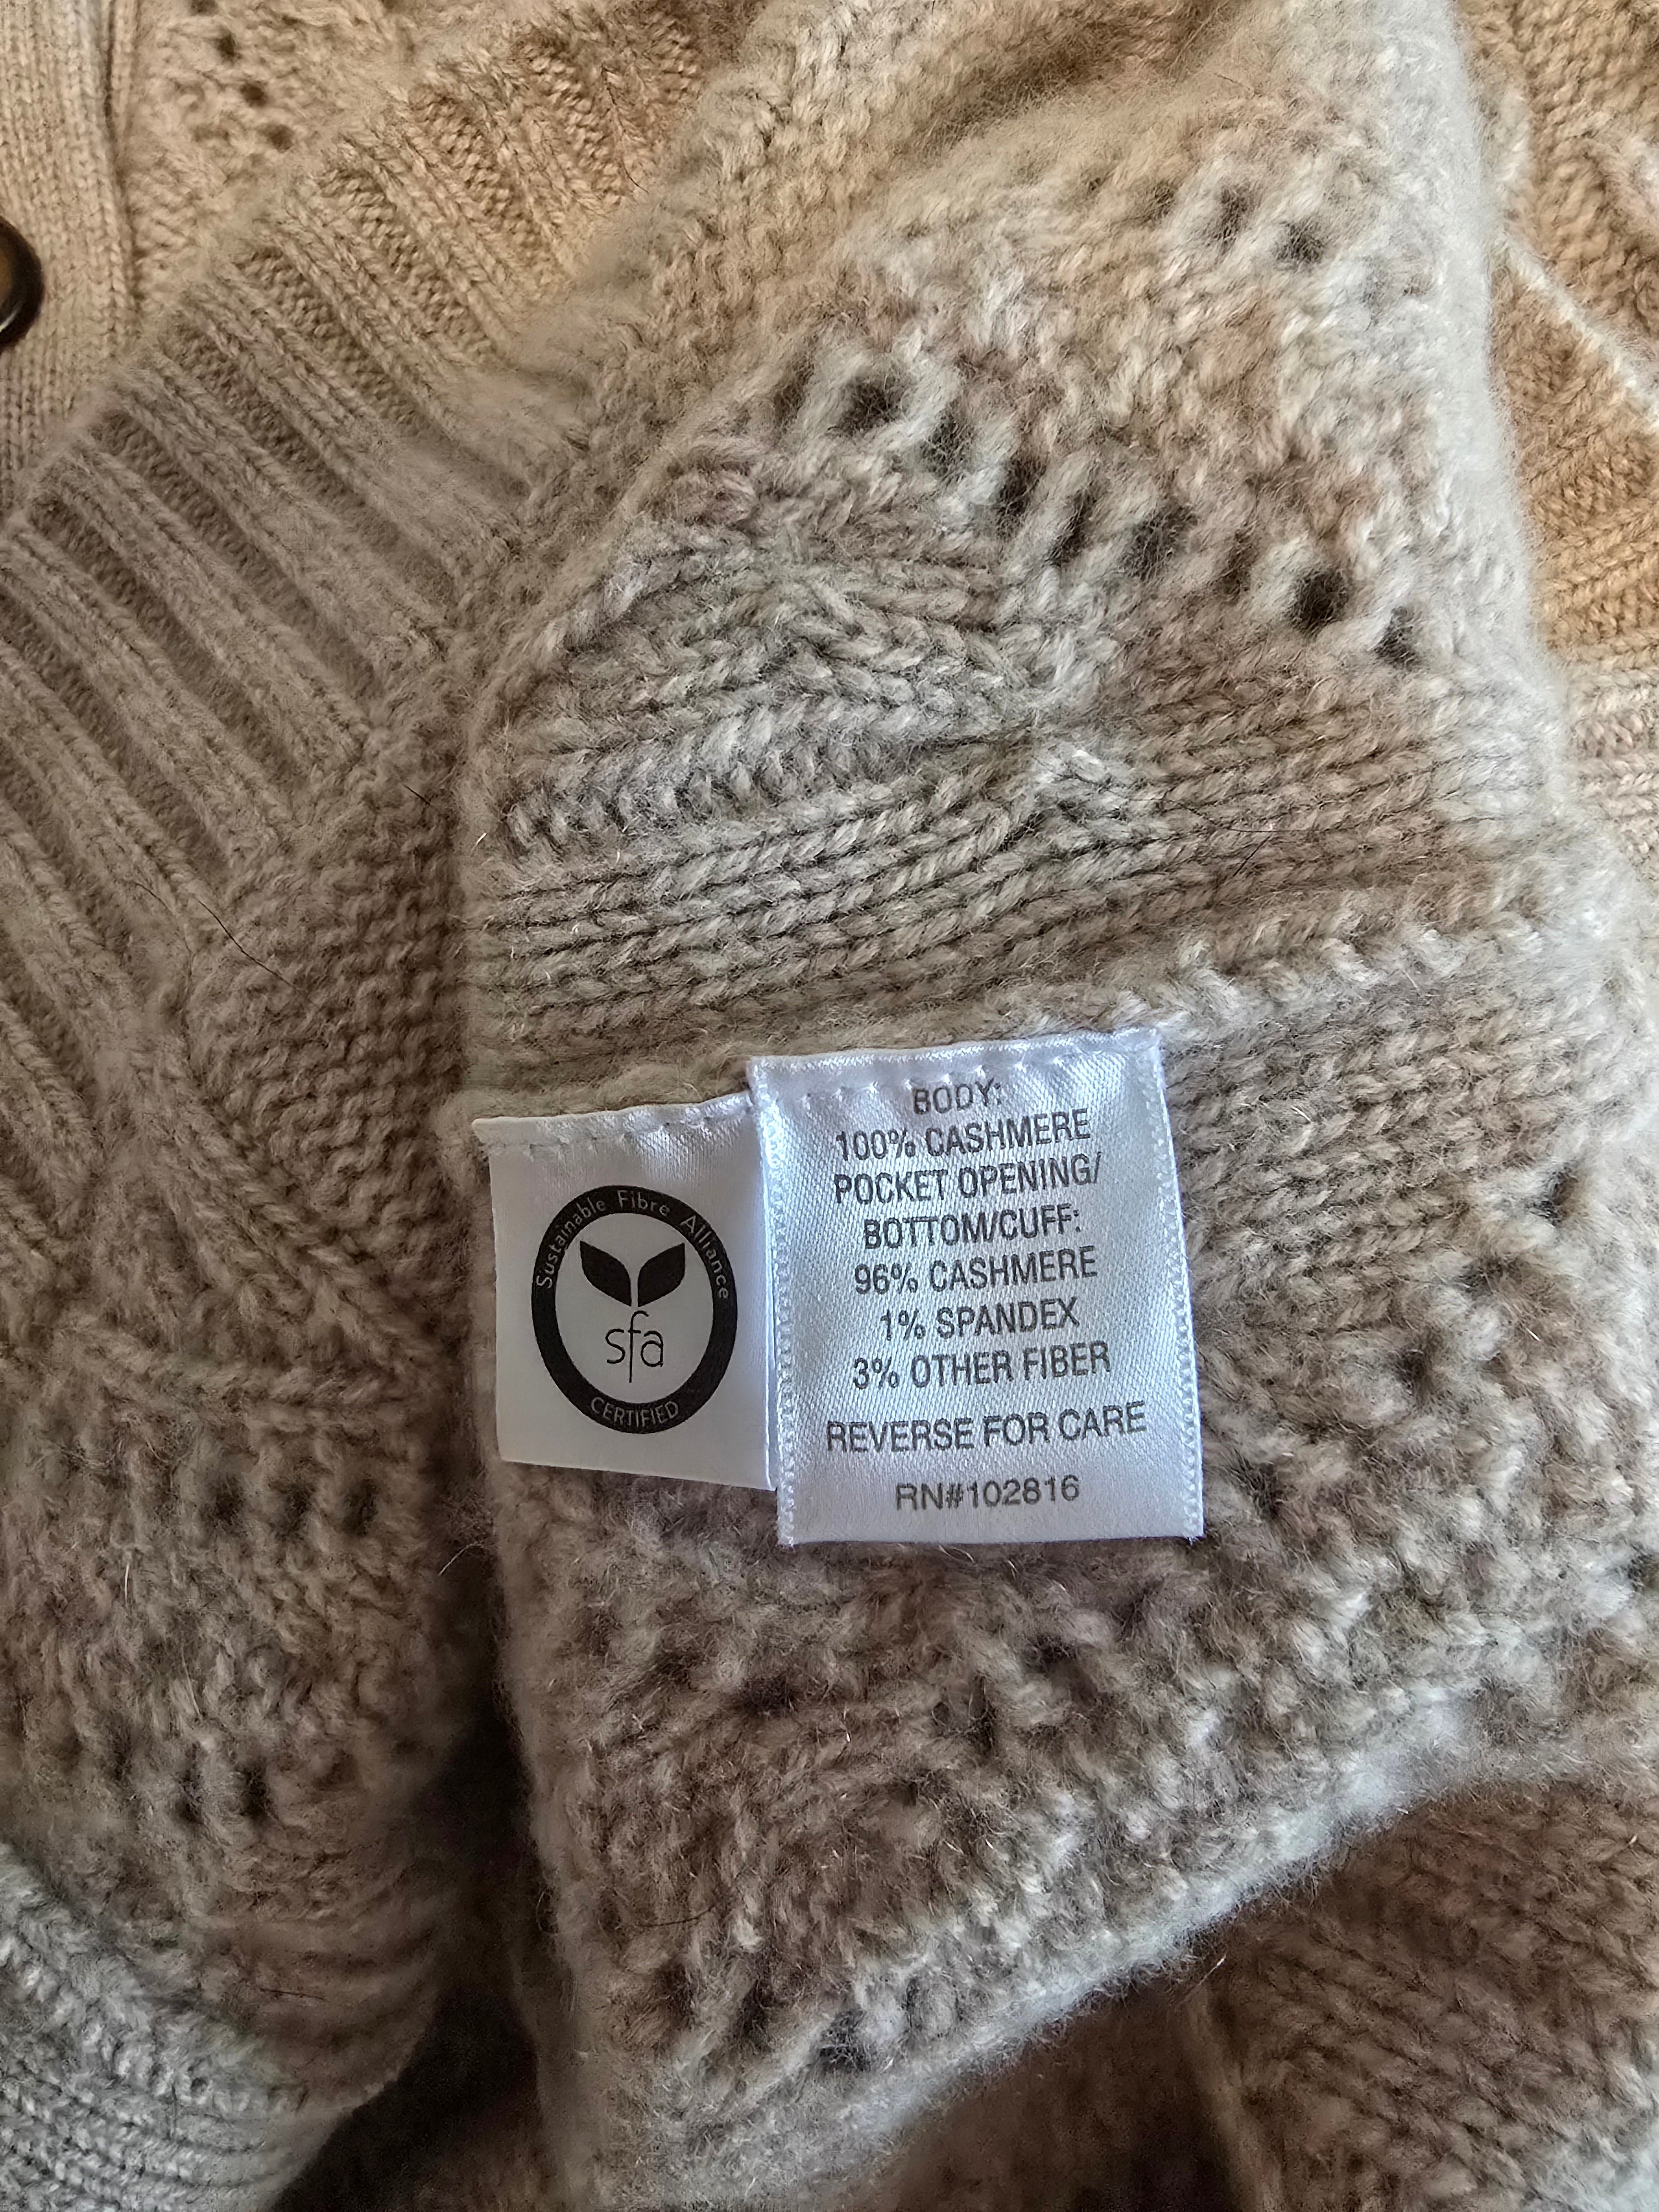 Sustainable Fibre Alliance
sfa
CERTIFIED
BODY:
100% CASHMERE
POCKET OPENING/
BOTTOM/CUFF:
96% CASHMERE
1% SPANDEX
3% OTHER FIBER
REVERSE FOR CARE
RN#102816